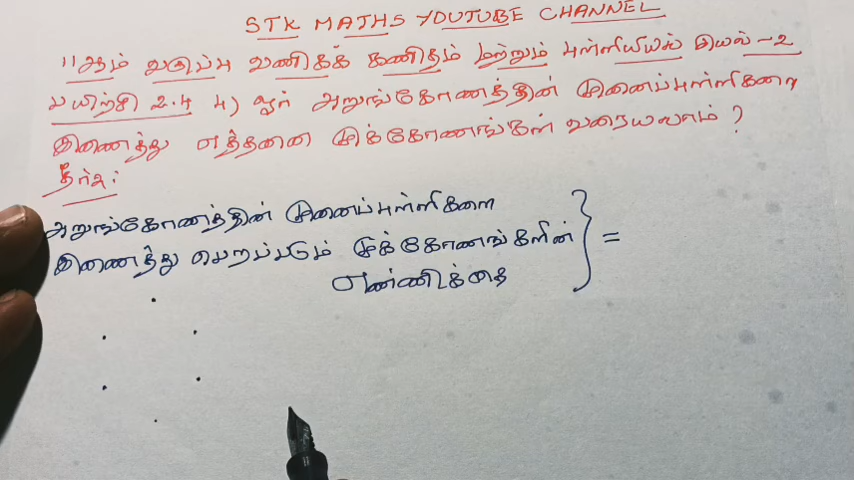 STK MATHS YOUTUBE CHANNEL
11ஆம் வகுப்பு வணிகக் கணிதம் மற்றும் புள்ளியியல் இயல்-2
பயிற்சி 2.4 4) ஓர் அறுங்கோணத்தின் முனைப்புள்ளிகளை
இணைத்து எத்தனை முக்கோணங்கள் வரையலாம் ?
தீர்வு:
அறுங்கோணத்தின் முனைப்புள்ளிகளை
இணைத்து பெறப்படும் முக்கோணங்களின் } =
எண்ணிக்கை